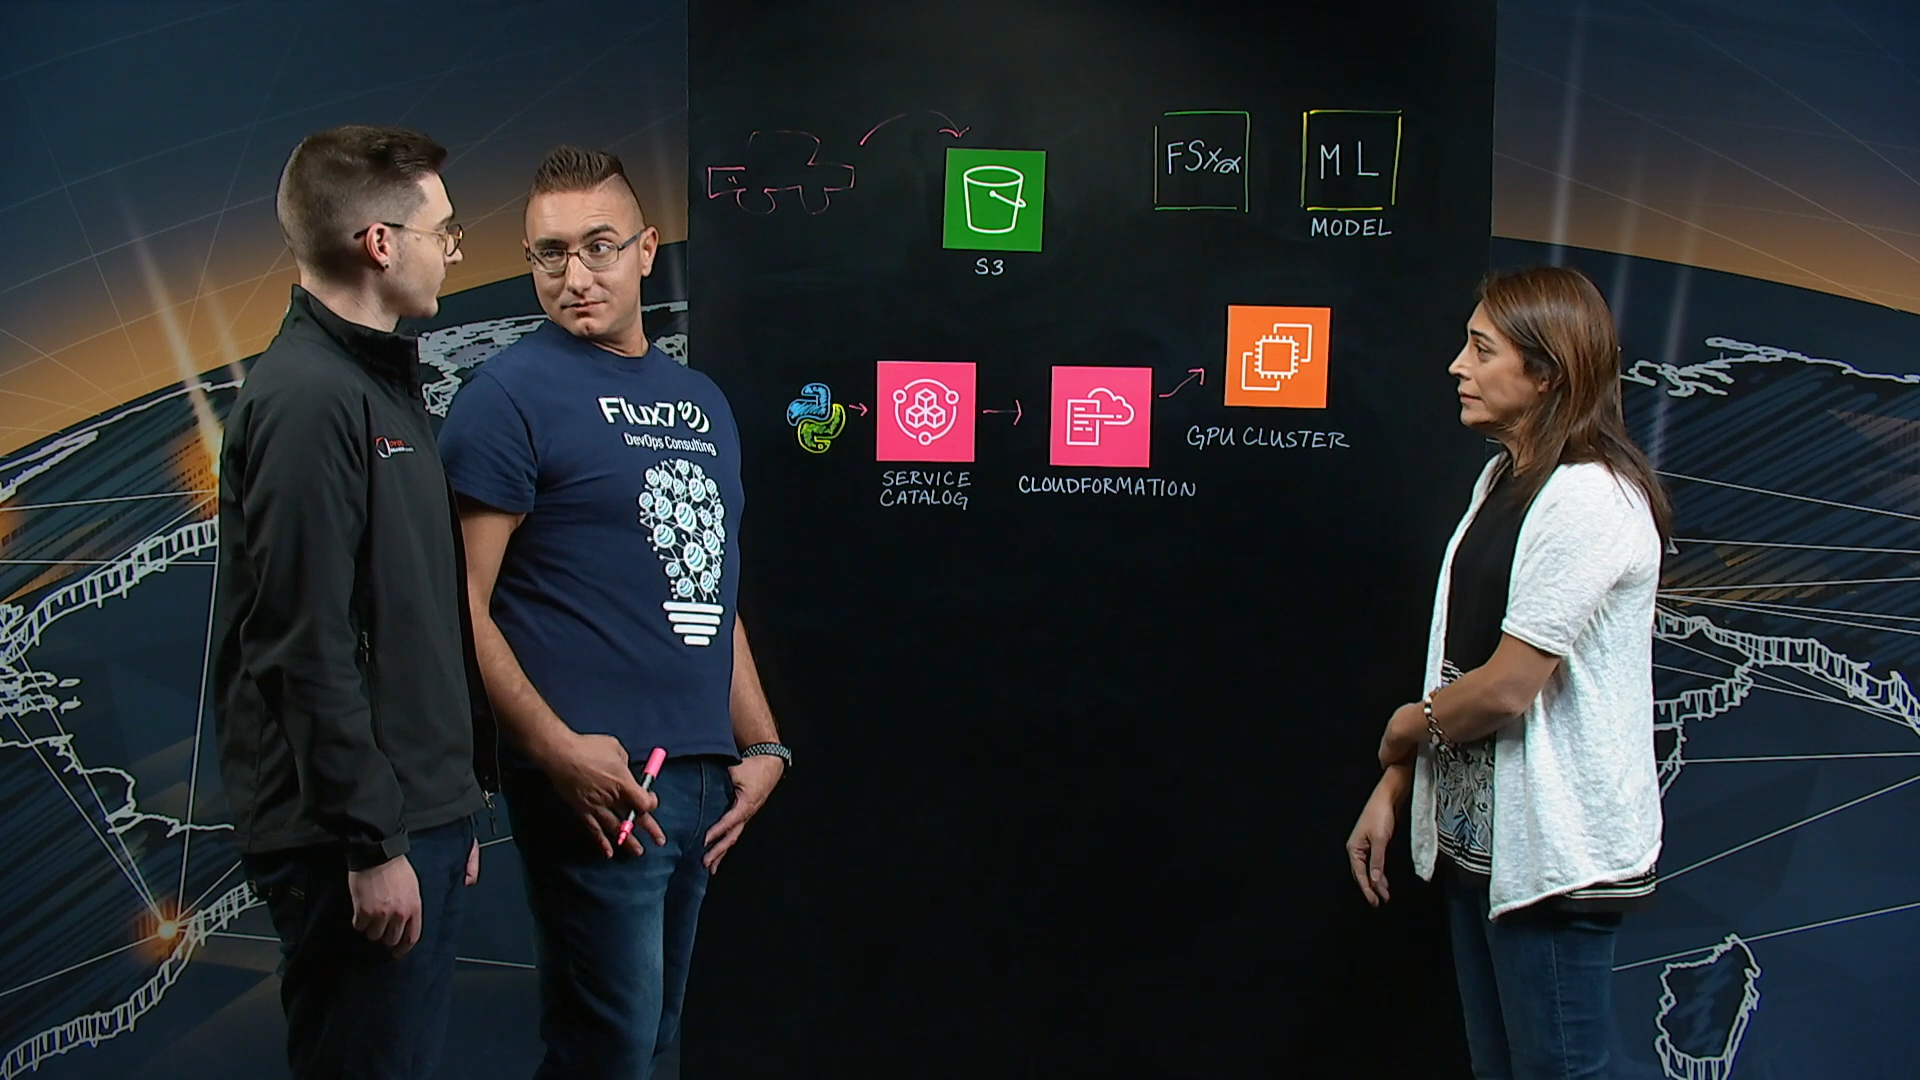 FSx
ML
MODEL
S3
GPU CLUSTER
SERVICE
CATALOG
CLOUDFORMATION
Flux7
DevOps Consulting